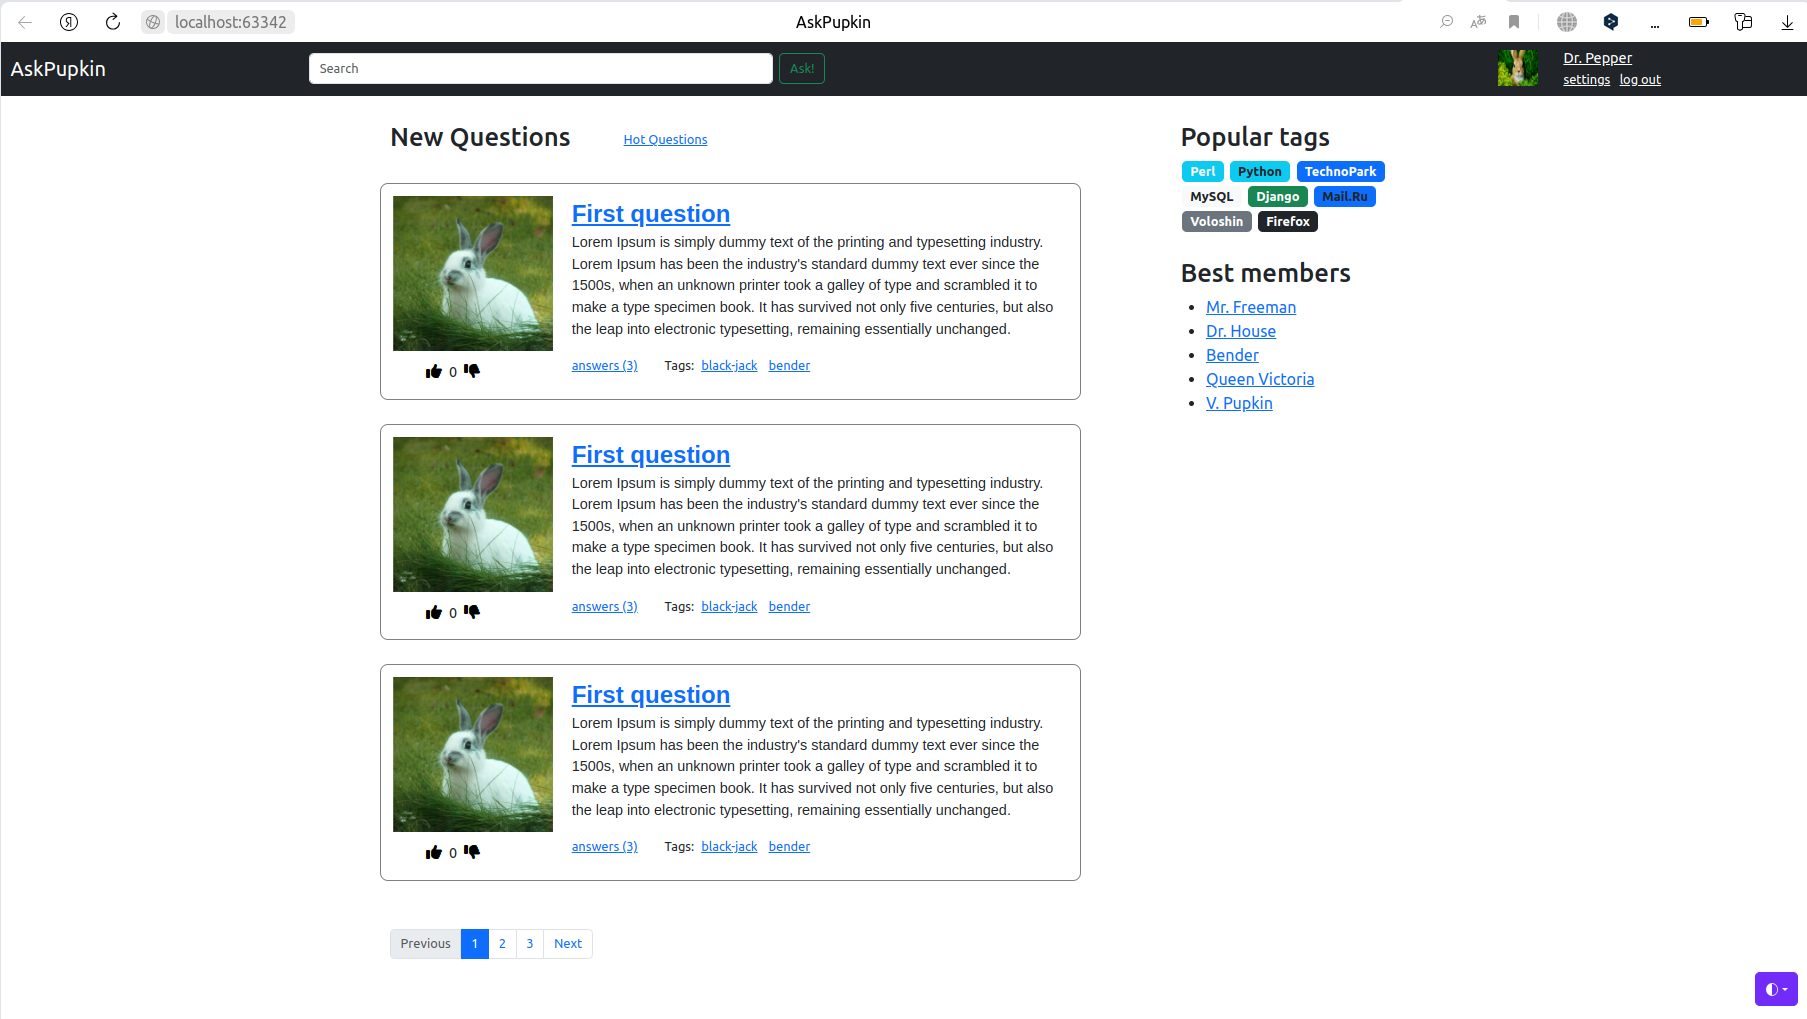 localhost:63342
AskPupkin
AskPupkin
Search
Ask!
Dr. Pepper
settings log out
New Questions
Hot Questions
First question
Lorem Ipsum is simply dummy text of the printing and typesetting industry.
Lorem Ipsum has been the industry's standard dummy text ever since the
1500s, when an unknown printer took a galley of type and scrambled it to
make a type specimen book. It has survived not only five centuries, but also
the leap into electronic typesetting, remaining essentially unchanged.
0
answers (3) Tags: black-jack bender
First question
Lorem Ipsum is simply dummy text of the printing and typesetting industry.
Lorem Ipsum has been the industry's standard dummy text ever since the
1500s, when an unknown printer took a galley of type and scrambled it to
make a type specimen book. It has survived not only five centuries, but also
the leap into electronic typesetting, remaining essentially unchanged.
0
answers (3) Tags: black-jack bender
First question
Lorem Ipsum is simply dummy text of the printing and typesetting industry.
Lorem Ipsum has been the industry's standard dummy text ever since the
1500s, when an unknown printer took a galley of type and scrambled it to
make a type specimen book. It has survived not only five centuries, but also
the leap into electronic typesetting, remaining essentially unchanged.
0
answers (3) Tags: black-jack bender
Previous 1 2 3 Next
Popular tags
Perl Python TechnoPark
MySQL Django Mail.Ru
Voloshin Firefox
Best members
Mr. Freeman
Dr. House
Bender
Queen Victoria
V. Pupkin